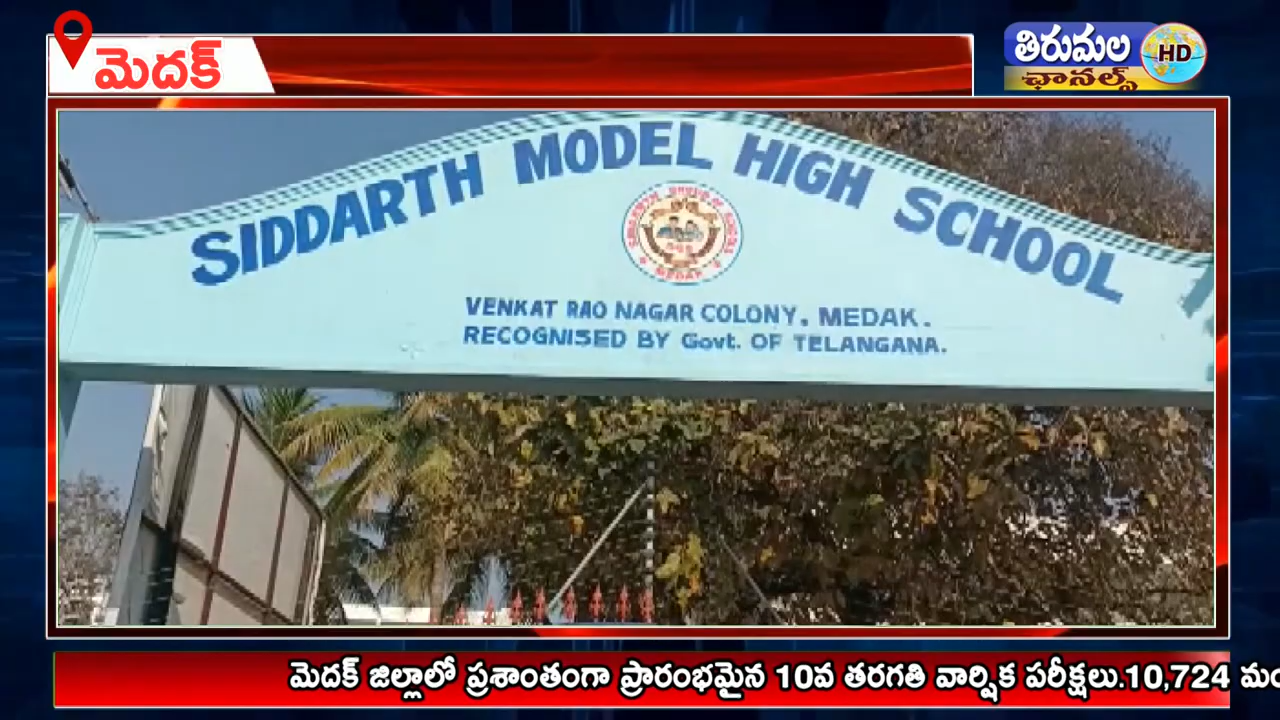 మెదక్
తిరుమల
ఛానల్స్
HD
SIDDARTH MODEL HIGH SCHOOL
MEDAK
VENKAT RAO NAGAR COLONY, MEDAK.
RECOGNISED BY Govt. OF TELANGANA.
మెదక్ జిల్లాలో ప్రశాంతంగా ప్రారంభమైన 10వ తరగతి వార్షిక పరీక్షలు.10,724